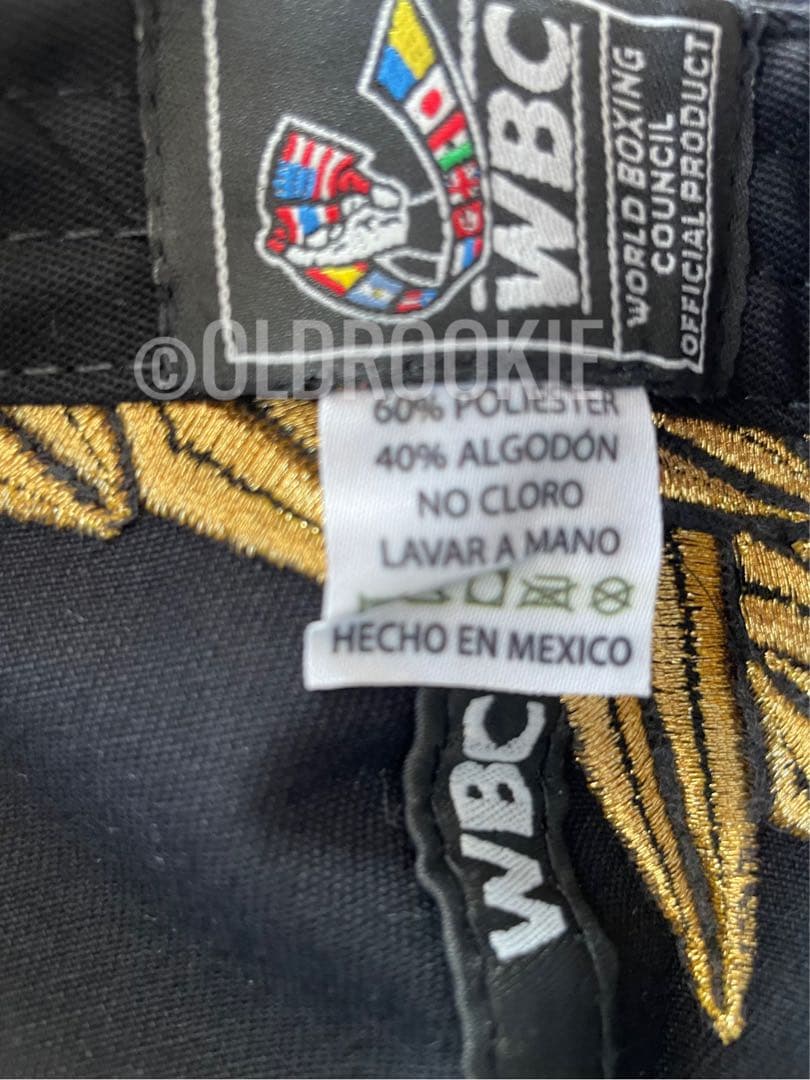 WBC
WORLD BOXING
COUNCIL
OFFICIAL PRODUCT
©OLDROOKIE
60% POLIESTER
40% ALGODÓN
NO CLORO
LAVAR A MANO
HECHO EN MEXICO
WBC